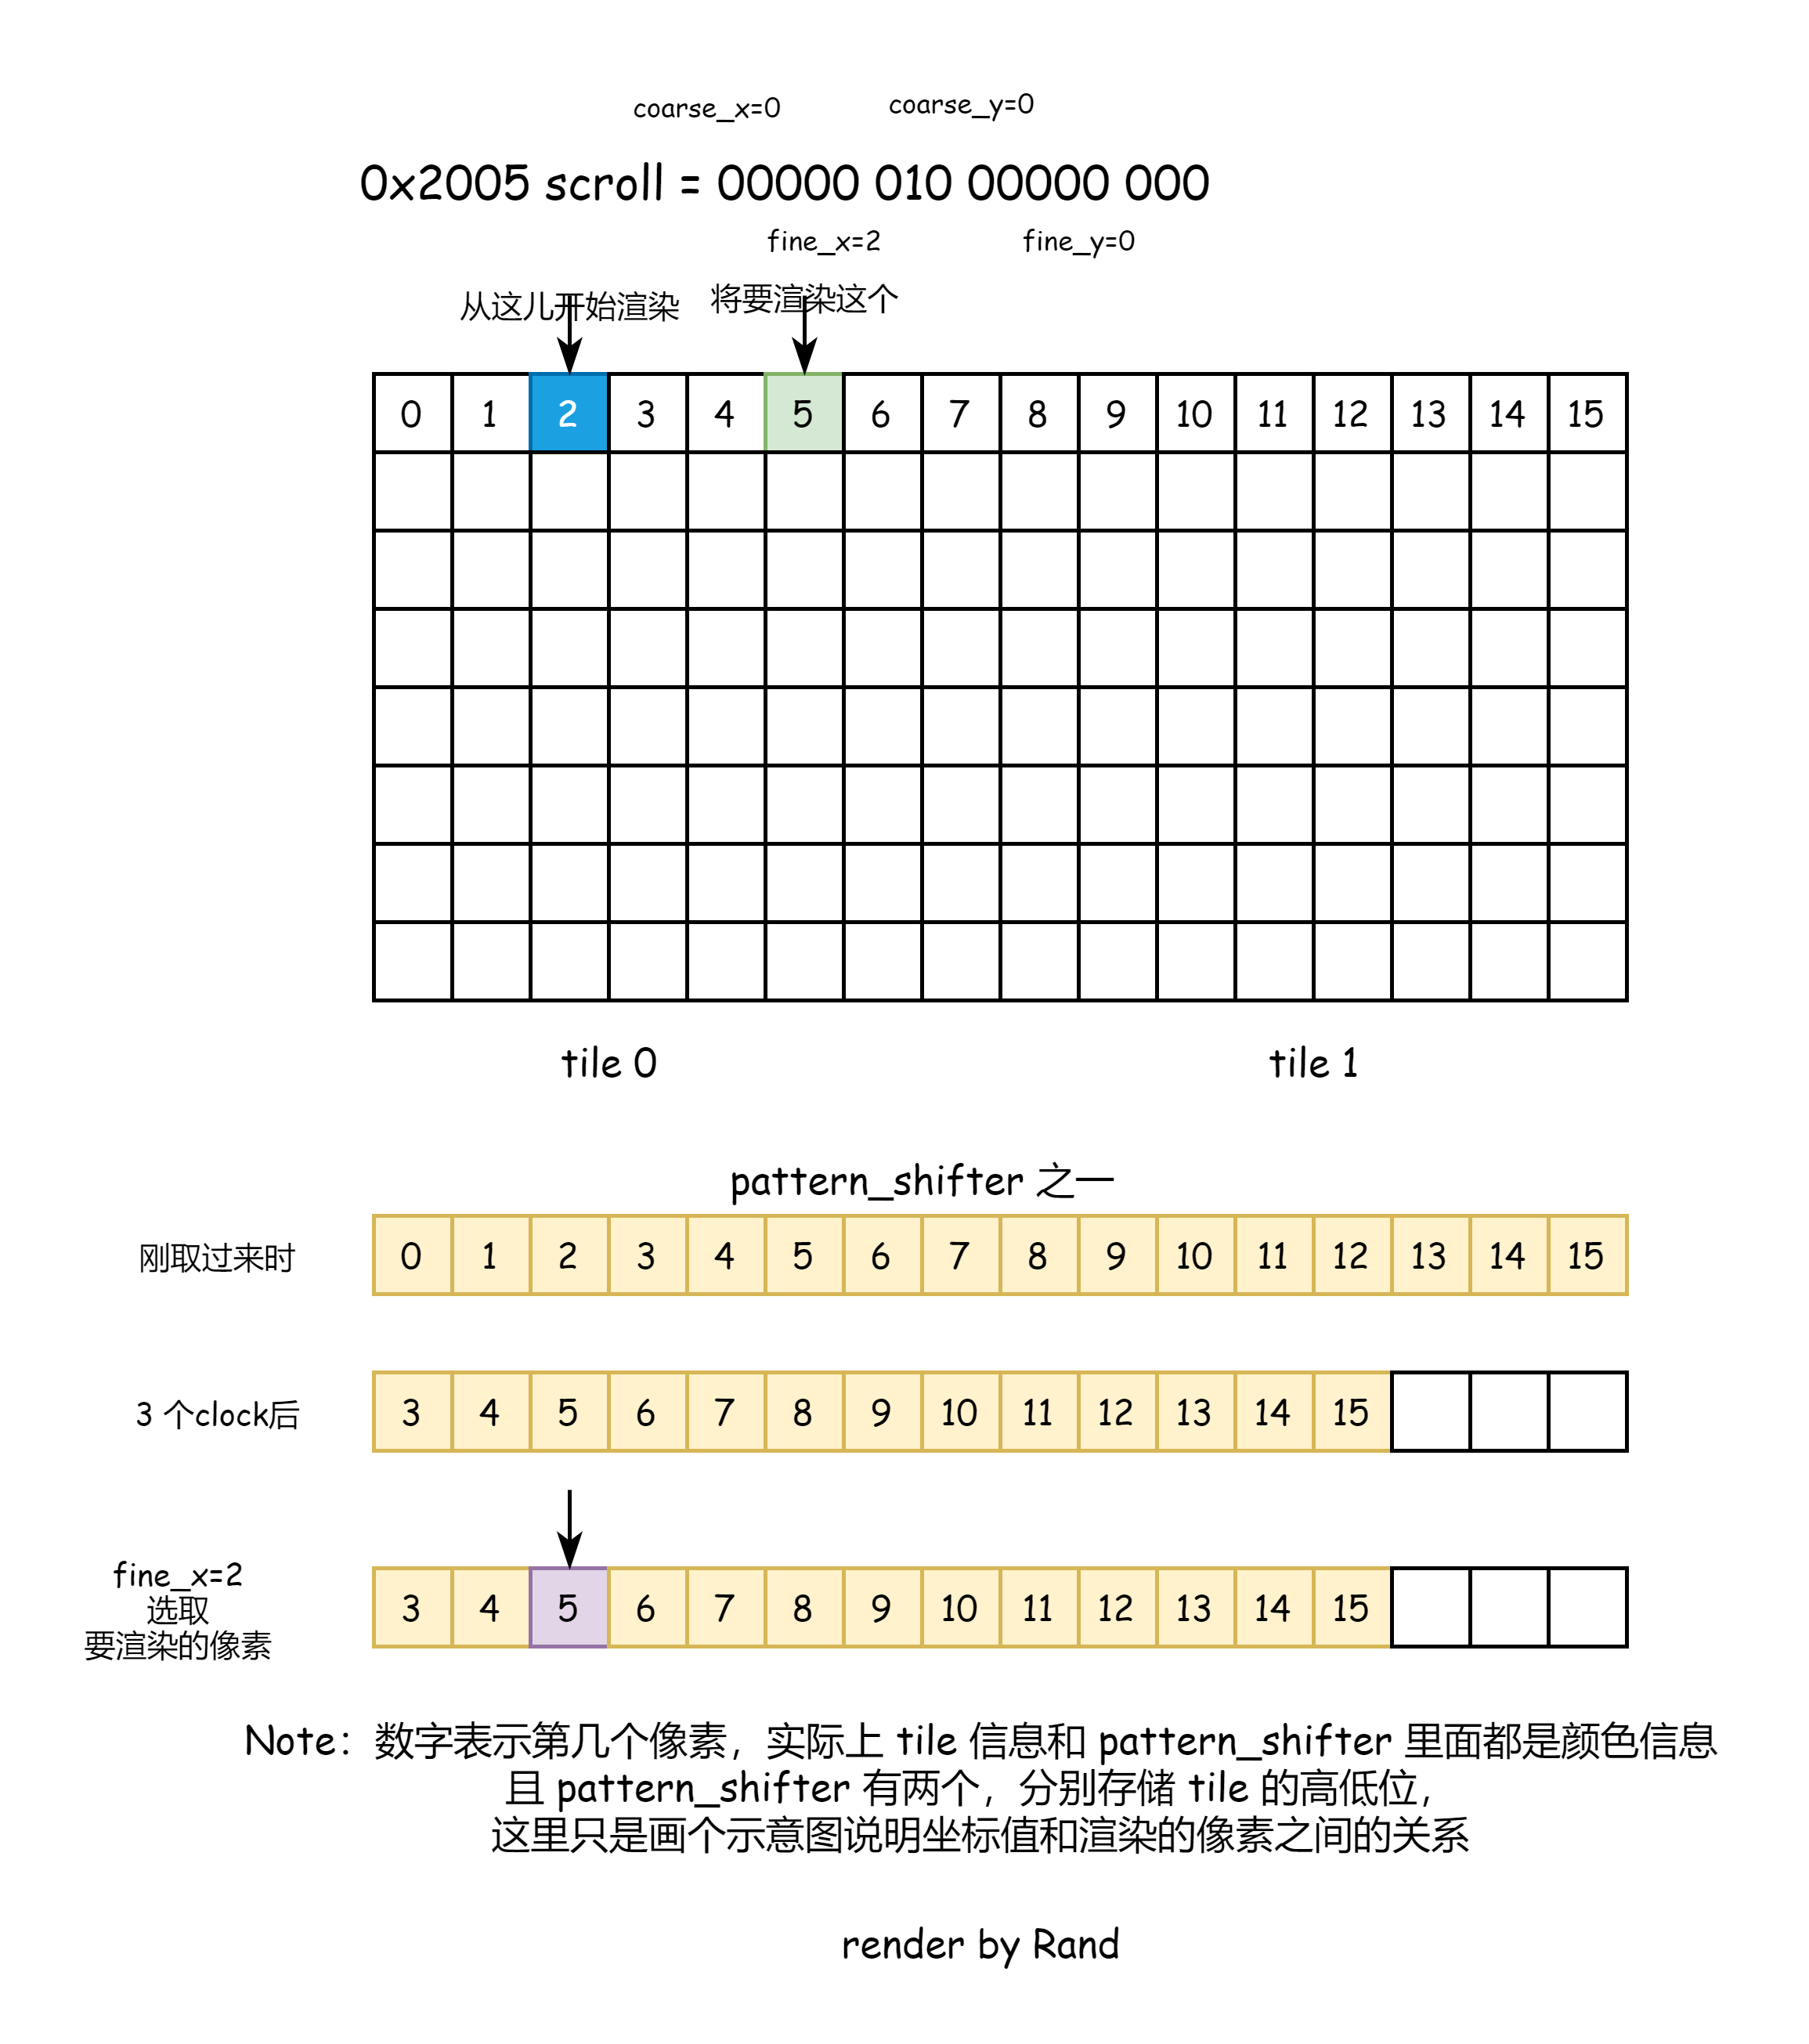 coarse_x=0 coarse_y=0
0x2005 scroll = 00000 010 00000 000
fine_x=2 fine_y=0
从这儿开始渲染 将要渲染这个
0 1 2 3 4 5 6 7 8 9 10 11 12 13 14 15
tile 0 tile 1
pattern_shifter 之一
刚取过来时 0 1 2 3 4 5 6 7 8 9 10 11 12 13 14 15
3 个clock后 3 4 5 6 7 8 9 10 11 12 13 14 15
fine_x=2
选取
要渲染的像素
3 4 5 6 7 8 9 10 11 12 13 14 15
Note：数字表示第几个像素，实际上 tile 信息和 pattern_shifter 里面都是颜色信息
且 pattern_shifter 有两个，分别存储 tile 的高低位，
这里只是画个示意图说明坐标值和渲染的像素之间的关系
render by Rand